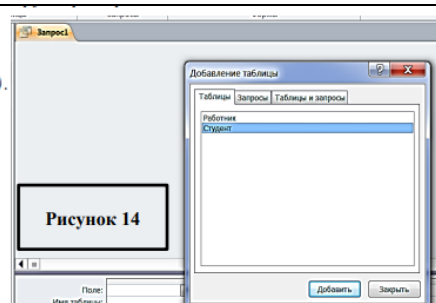 Запрос1
Добавление таблицы
Таблицы Запросы Таблицы и запросы
Работник
Студент
Рисунок 14
Добавить Закрыть
Поле:
Имя таблицы: